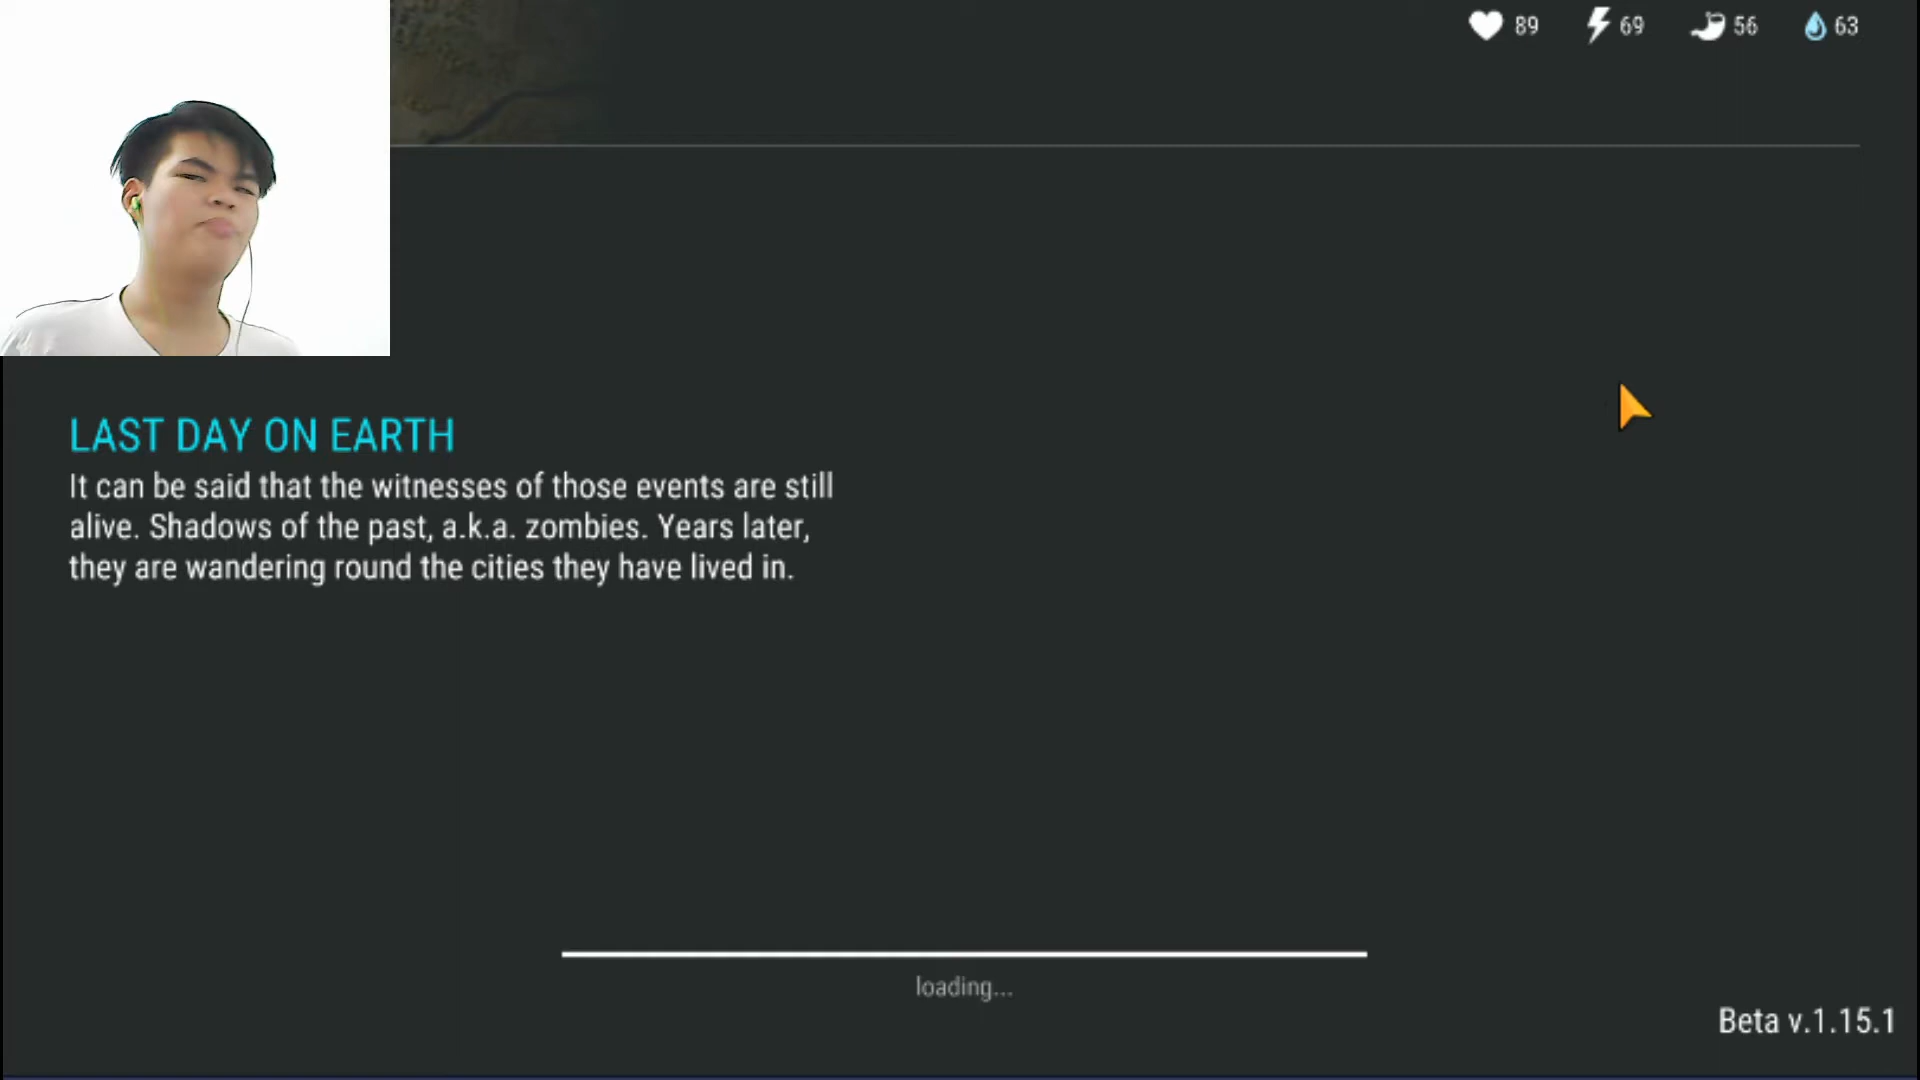 89 69 56 63
LAST DAY ON EARTH
It can be said that the witnesses of those events are still
alive. Shadows of the past, a.k.a. zombies. Years later,
they are wandering round the cities they have lived in.
loading...
Beta v.1.15.1